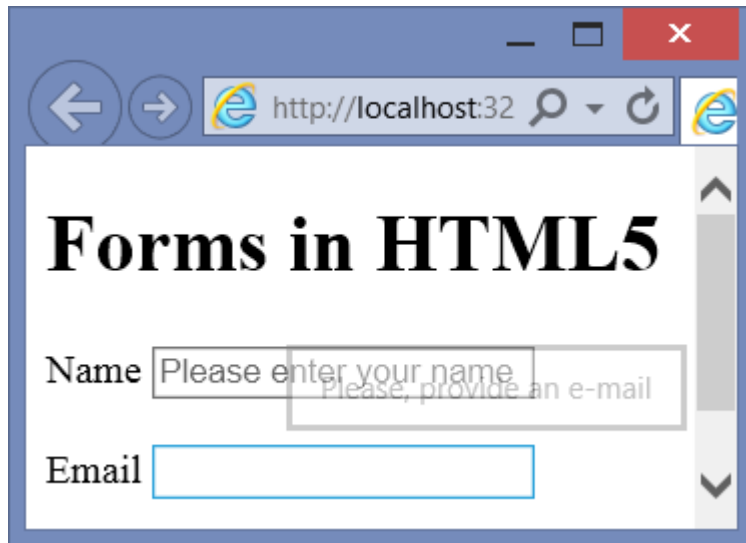 http://localhost:32
Forms in HTML5
Name Please enter your name
Please, provide an e-mail
Email